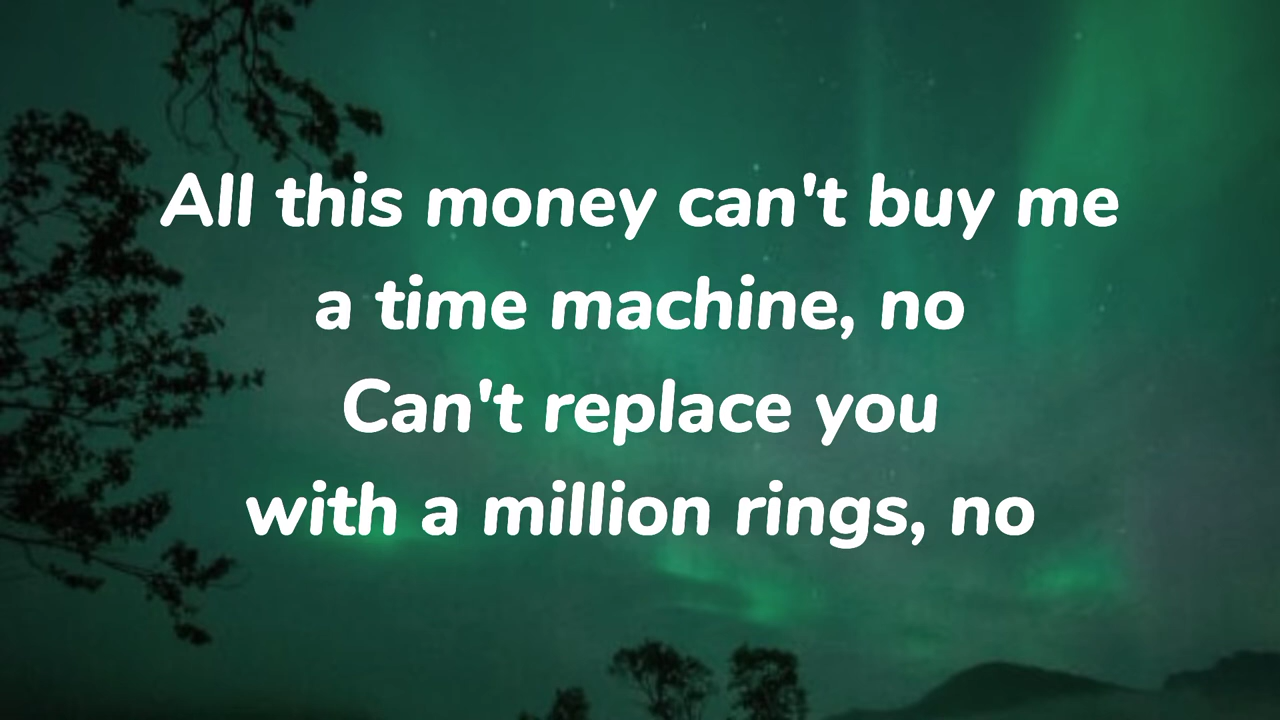 All this money can't buy me
a time machine, no
Can't replace you
with a million rings, no